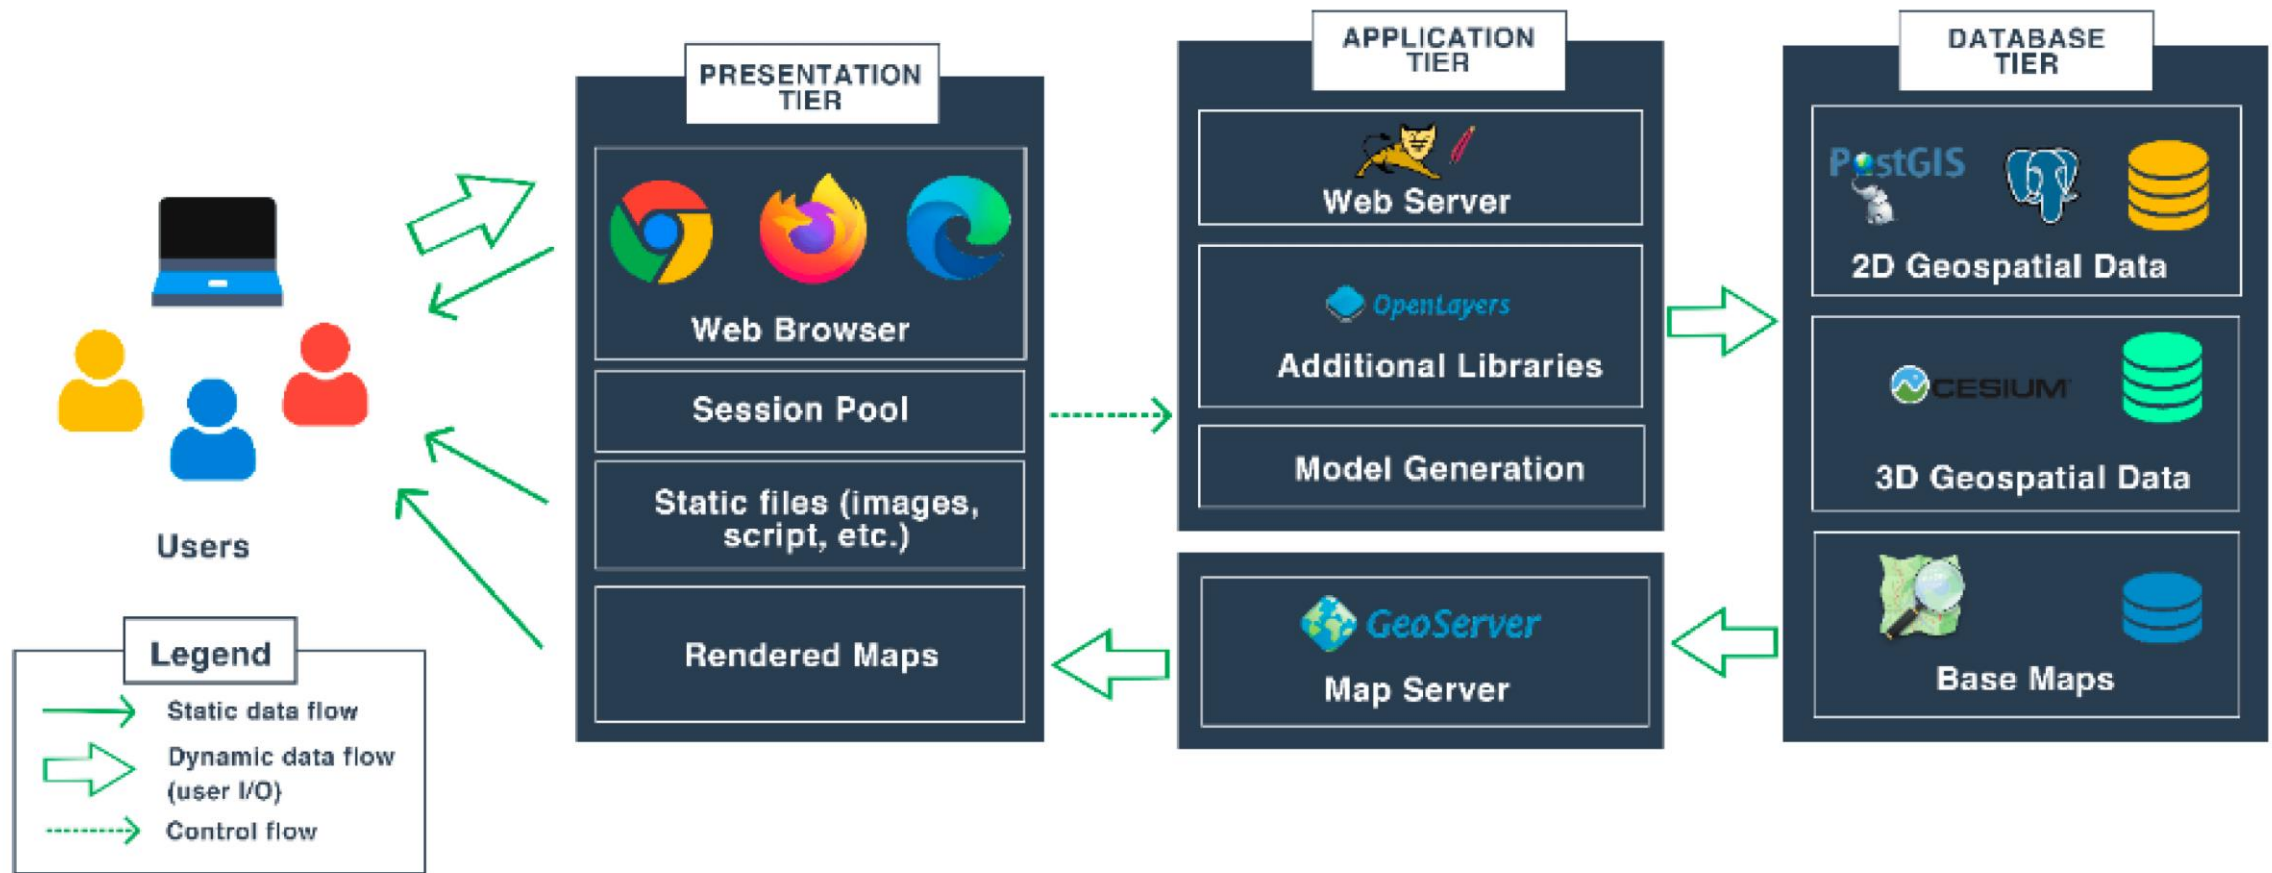 PRESENTATION
TIER
Web Browser
Session Pool
Static files (images,
script, etc.)
Rendered Maps
APPLICATION
TIER
Web Server
OpenLayers
Additional Libraries
Model Generation
GeoServer
Map Server
DATABASE
TIER
PostGIS
2D Geospatial Data
CESIUM
3D Geospatial Data
Base Maps
Users
Legend
Static data flow
Dynamic data flow
(user I/O)
Control flow